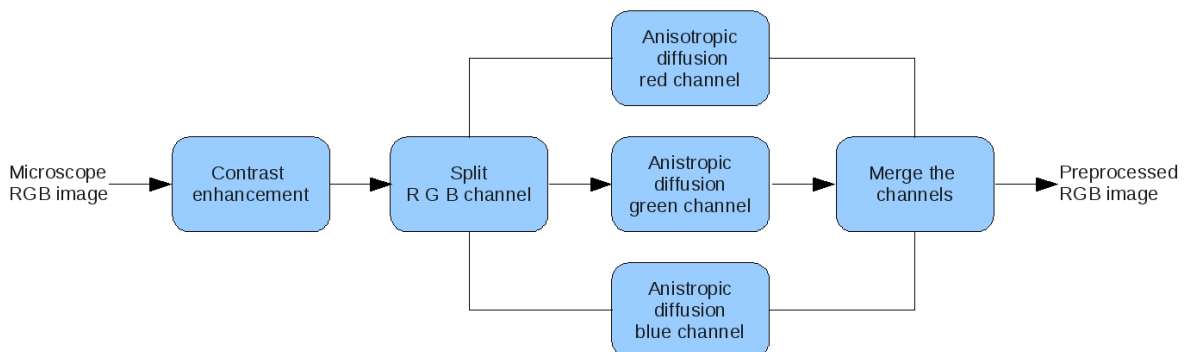 Microscope
RGB image
Contrast
enhancement
Split
R G B channel
Anisotropic
diffusion
red channel
Anistropic
diffusion
green channel
Anistropic
diffusion
blue channel
Merge the
channels
Preprocessed
RGB image